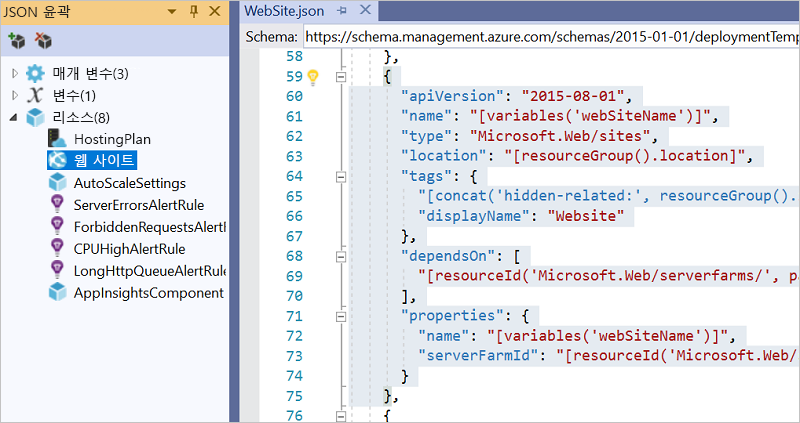 JSON 윤곽
매개 변수(3)
변수(1)
리소스(8)
HostingPlan
웹 사이트
AutoScaleSettings
ServerErrorsAlertRule
ForbiddenRequestsAlertl
CPUHighAlertRule
LongHttpQueueAlertRule
AppInsightsComponent
WebSite.json
Schema: https://schema.management.azure.com/schemas/2015-01-01/deploymentTemp
58 },
59 {
60 "apiVersion": "2015-08-01",
61 "name": "[variables('webSiteName')]",
62 "type": "Microsoft.Web/sites",
63 "location": "[resourceGroup().location]",
64 "tags": {
65 "[concat('hidden-related:', resourceGroup().
66 "displayName": "Website"
67 },
68 "dependsOn": [
69 "[resourceId('Microsoft.Web/serverfarms/', p
70 ],
71 "properties": {
72 "name": "[variables('webSiteName')]",
73 "serverFarmId": "[resourceId('Microsoft.Web/
74 }
75 },
76 {